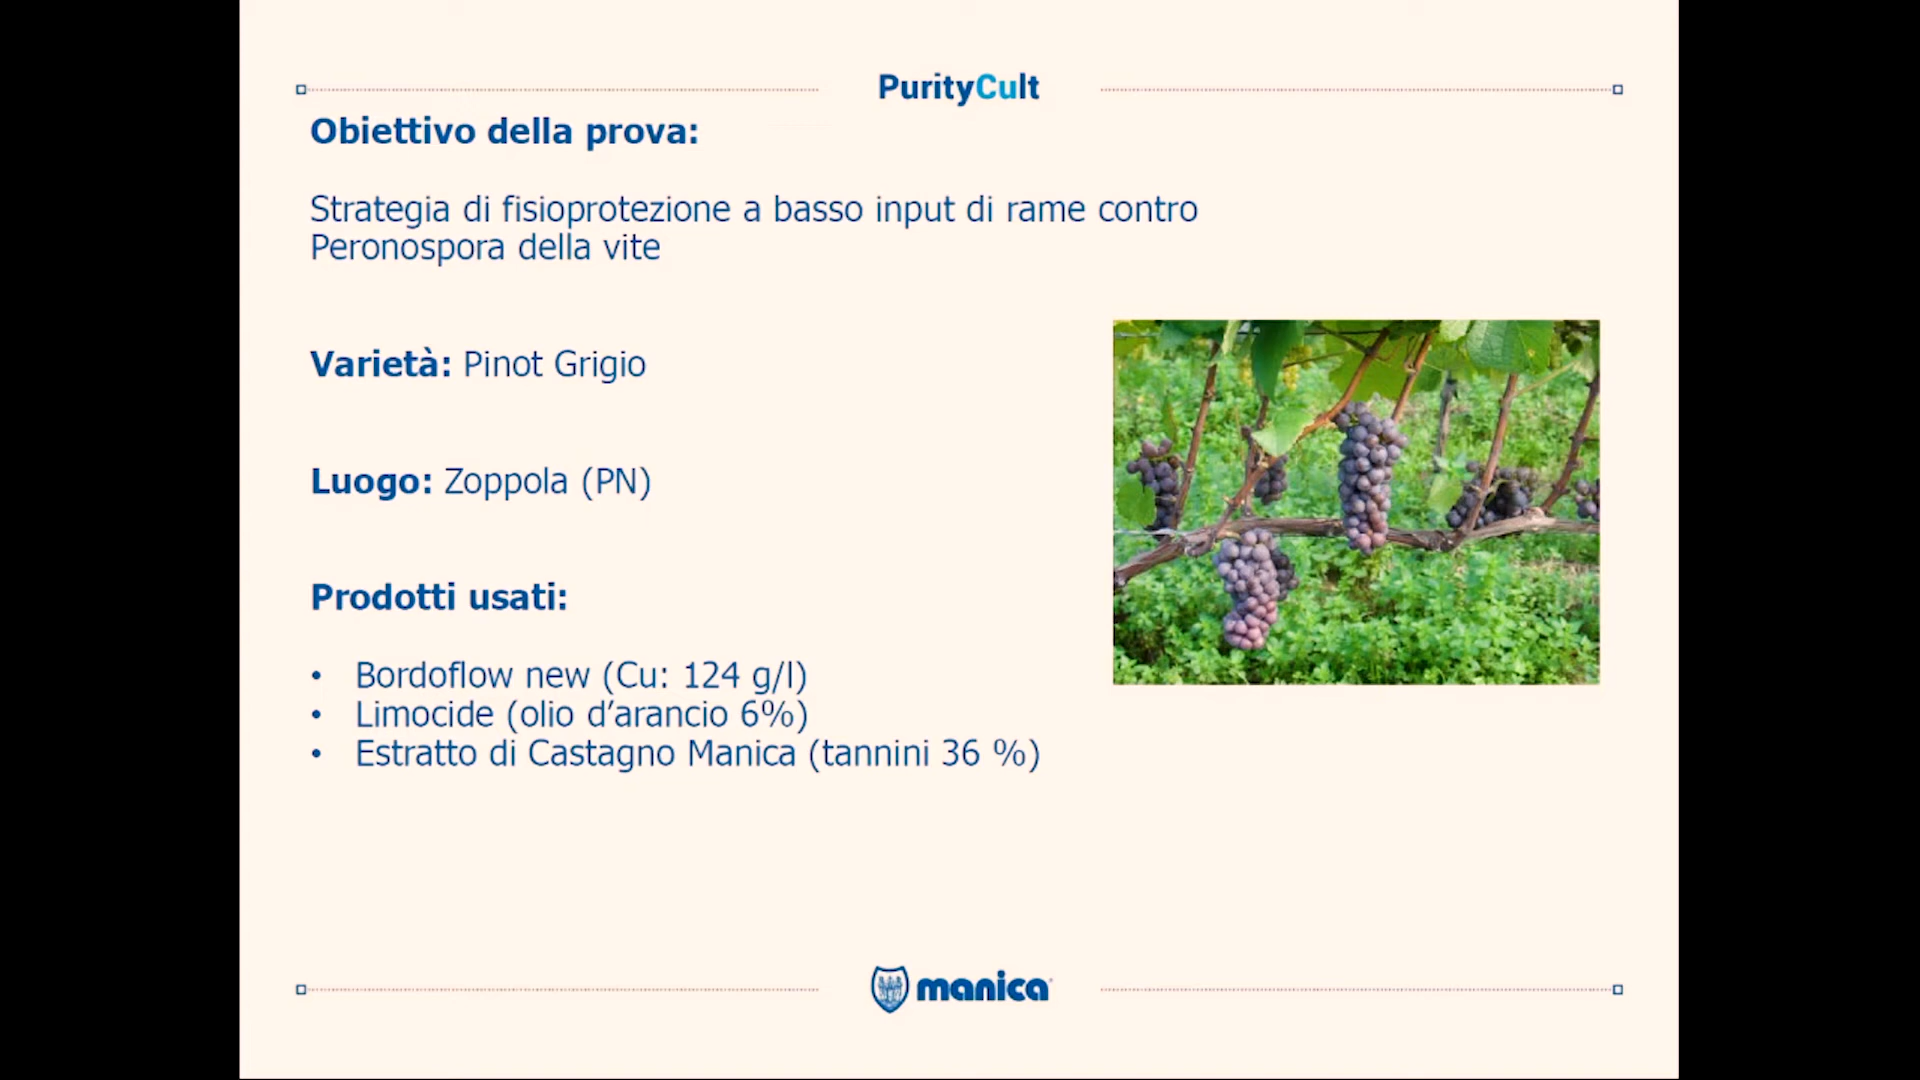 PurityCult
Obiettivo della prova:
Strategia di fisioprotezione a basso input di rame contro
Peronospora della vite
Varietà: Pinot Grigio
Luogo: Zoppola (PN)
Prodotti usati:
• Bordoflow new (Cu: 124 g/l)
• Limocide (olio d’arancio 6%)
• Estratto di Castagno Manica (tannini 36 %)
manica